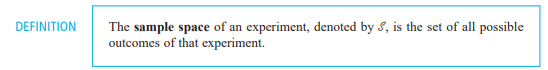 DEFINITION
The sample space of an experiment, denoted by 𝒮, is the set of all possible
outcomes of that experiment.